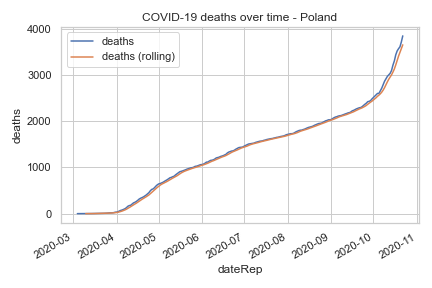 COVID-19 deaths over time - Poland
deaths
deaths (rolling)
4000
3000
2000
1000
0
deaths
2020-03
2020-04
2020-05
2020-06
2020-07
2020-08
2020-09
2020-10
2020-11
dateRep